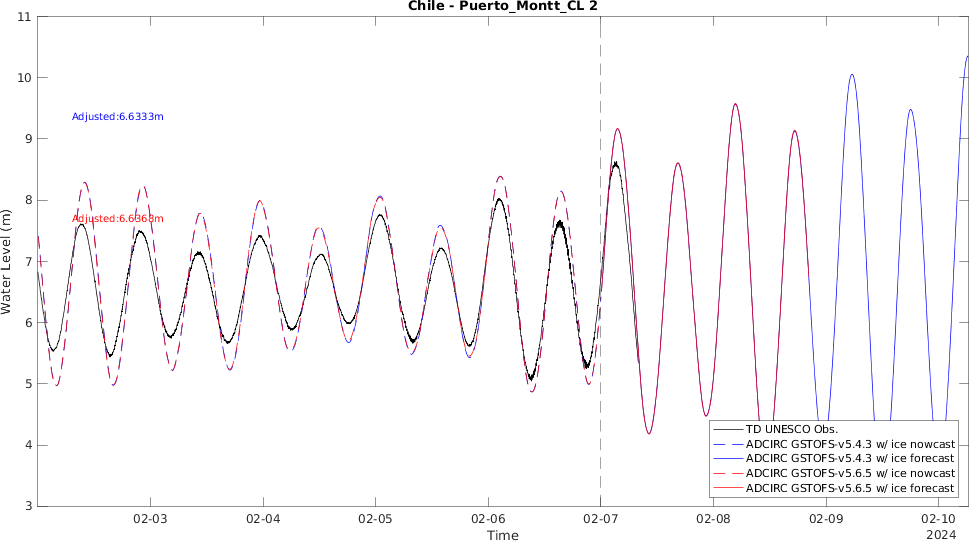 Chile - Puerto_Montt_CL 2
11
10
9
8
7
6
5
4
3
Water Level (m)
Adjusted:6.6333m
Adjusted:6.6368m
TD UNESCO Obs.
ADCIRC GSTOFS-v5.4.3 w/ ice nowcast
ADCIRC GSTOFS-v5.4.3 w/ ice forecast
ADCIRC GSTOFS-v5.6.5 w/ ice nowcast
ADCIRC GSTOFS-v5.6.5 w/ ice forecast
02-03 02-04 02-05 02-06 02-07 02-08 02-09 02-10
Time
2024